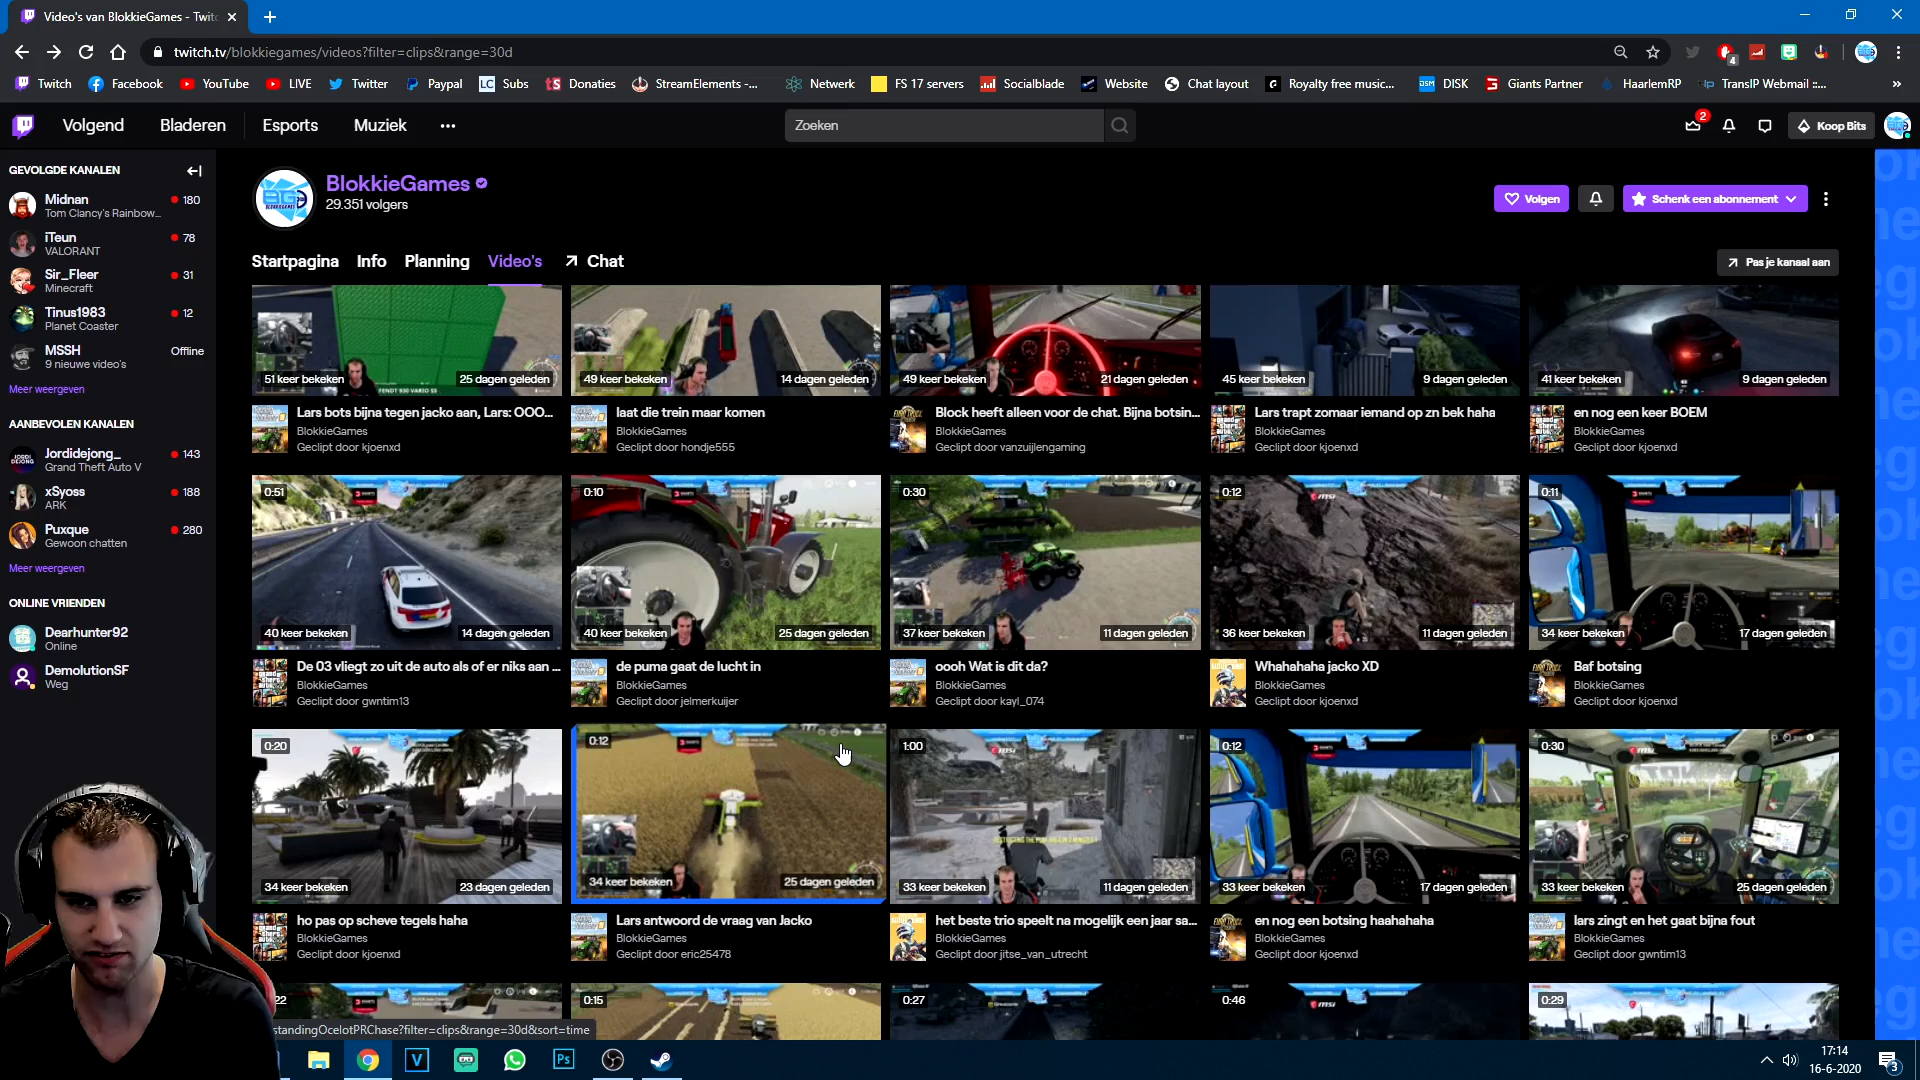 Video's van BlokkieGames - Twitc
twitch.tv/blokkiegames/videos?filter=clips&range=30d
4
Twitch Facebook YouTube LIVE Twitter Paypal LC Subs Donaties StreamElements -... Netwerk FS 17 servers Socialblade Website Chat layout Royalty free music... DISK Giants Partner HaarlemRP TransIP Webmail ::... »
Volgend Bladeren Esports Muziek Zoeken 2 Koop Bits
GEVOLGDE KANALEN
Midnan 180
Tom Clancy's Rainbow...
iTeun 78
VALORANT
Sir_Fleer 31
Minecraft
Tinus1983 12
Planet Coaster
MSSH Offline
9 nieuwe video's
Meer weergeven
AANBEVOLEN KANALEN
Jordidejong_ 143
Grand Theft Auto V
xSyoss 188
ARK
Puxque 280
Gewoon chatten
Meer weergeven
ONLINE VRIENDEN
Dearhunter92
Online
DemolutionSF
Weg
BlokkieGames
29.351 volgers
Volgen Schenk een abonnement
Startpagina Info Planning Video's Chat Pas je kanaal aan
51 keer bekeken 25 dagen geleden
Lars bots bijna tegen jacko aan, Lars: OOO...
BlokkieGames
Geclipt door kjoenxd
49 keer bekeken 14 dagen geleden
laat die trein maar komen
BlokkieGames
Geclipt door hondje555
49 keer bekeken 21 dagen geleden
Block heeft alleen voor de chat. Bijna botsin...
BlokkieGames
Geclipt door vanzuijlengaming
45 keer bekeken 9 dagen geleden
Lars trapt zomaar iemand op zn bek haha
BlokkieGames
Geclipt door kjoenxd
41 keer bekeken 9 dagen geleden
en nog een keer BOEM
BlokkieGames
Geclipt door kjoenxd
0:51
40 keer bekeken 14 dagen geleden
De 03 vliegt zo uit de auto als of er niks aan ...
BlokkieGames
Geclipt door gwntim13
0:10
40 keer bekeken 25 dagen geleden
de puma gaat de lucht in
BlokkieGames
Geclipt door jelmerkuijer
0:30
37 keer bekeken 11 dagen geleden
oooh Wat is dit da?
BlokkieGames
Geclipt door kayl_074
0:12
36 keer bekeken 11 dagen geleden
Whahahaha jacko XD
BlokkieGames
Geclipt door kjoenxd
0:11
34 keer bekeken 17 dagen geleden
Baf botsing
BlokkieGames
Geclipt door kjoenxd
0:20
34 keer bekeken 23 dagen geleden
ho pas op scheve tegels haha
BlokkieGames
Geclipt door kjoenxd
0:12
34 keer bekeken 25 dagen geleden
Lars antwoord de vraag van Jacko
BlokkieGames
Geclipt door eric25478
1:00
33 keer bekeken 11 dagen geleden
het beste trio speelt na mogelijk een jaar sa...
BlokkieGames
Geclipt door jitse_van_utrecht
0:12
33 keer bekeken 17 dagen geleden
en nog een botsing haahahaha
BlokkieGames
Geclipt door kjoenxd
0:30
33 keer bekeken 25 dagen geleden
lars zingt en het gaat bijna fout
BlokkieGames
Geclipt door gwntim13
22
0:15
0:27
0:46
0:29
standingOcelotPRChase?filter=clips&range=30d&sort=time
17:14
16-6-2020
3